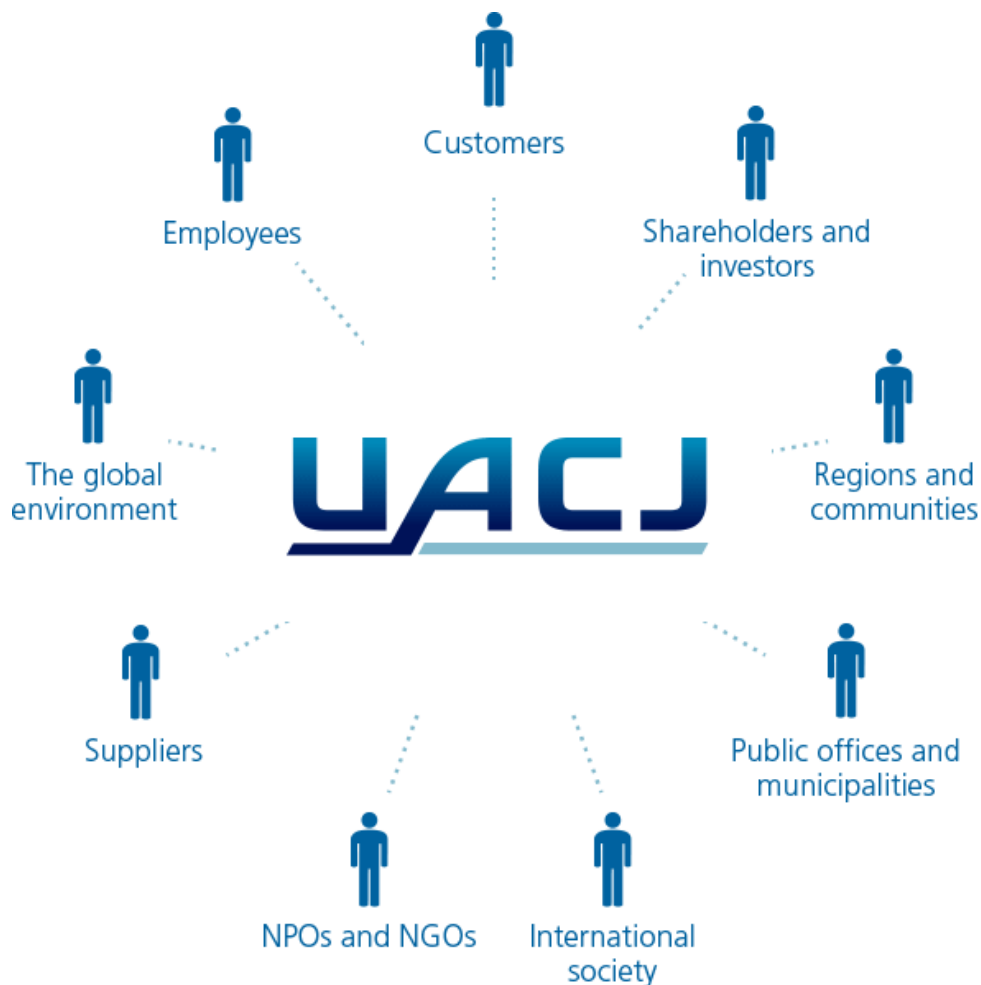 Customers
Employees
Shareholders and
investors
The global
environment
UACJ
Regions and
communities
Suppliers
Public offices and
municipalities
NPOs and NGOs
International
society